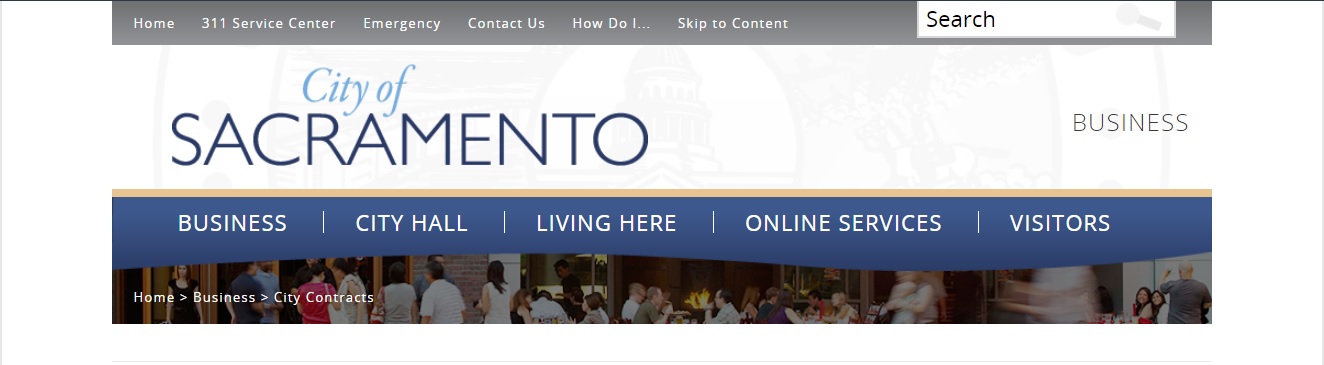 Home 311 Service Center Emergency Contact Us How Do I... Skip to Content Search
City of
SACRAMENTO
BUSINESS
BUSINESS CITY HALL LIVING HERE ONLINE SERVICES VISITORS
Home > Business > City Contracts